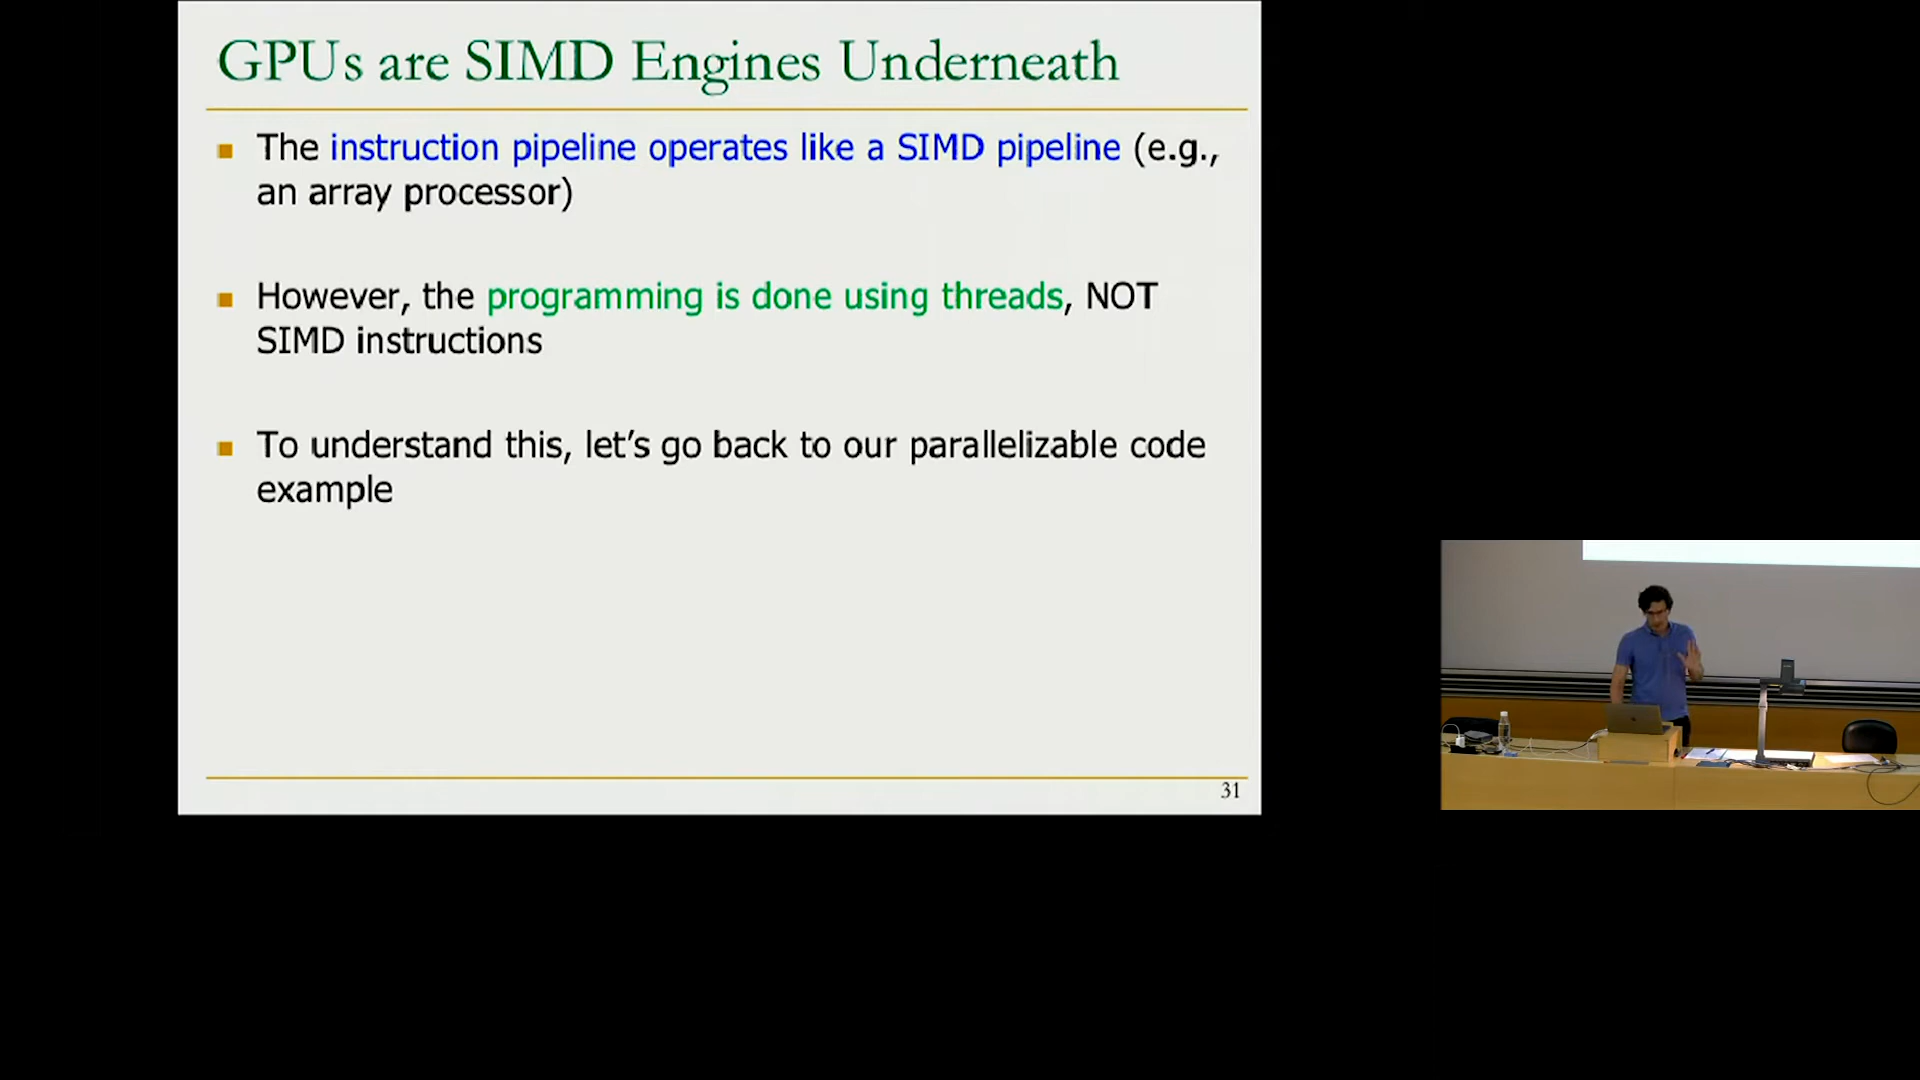 GPUs are SIMD Engines Underneath
The instruction pipeline operates like a SIMD pipeline (e.g.,
an array processor)
However, the programming is done using threads, NOT
SIMD instructions
To understand this, let’s go back to our parallelizable code
example
31